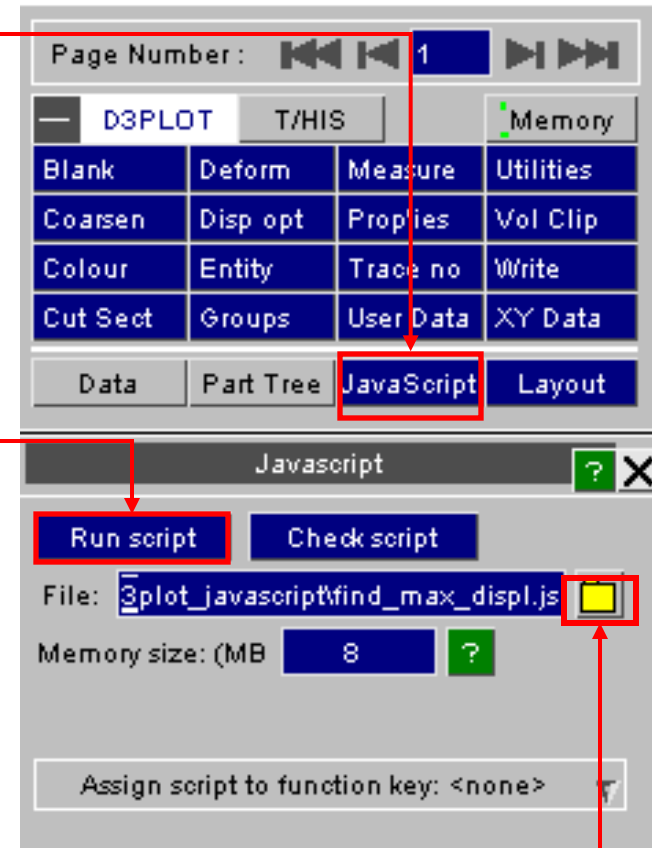 Page Number: 1
D3PLOT T/HIS Memory
Blank Deform Measure Utilities
Coarsen Disp opt Prop'ies Vol Clip
Colour Entity Trace no Write
Cut Sect Groups User Data XY Data
Data Part Tree JavaScript Layout
Javascript ? X
Run script Check script
File: 3plot_javascript\find_max_displ.js
Memory size: (MB 8 ?
Assign script to function key: <none>